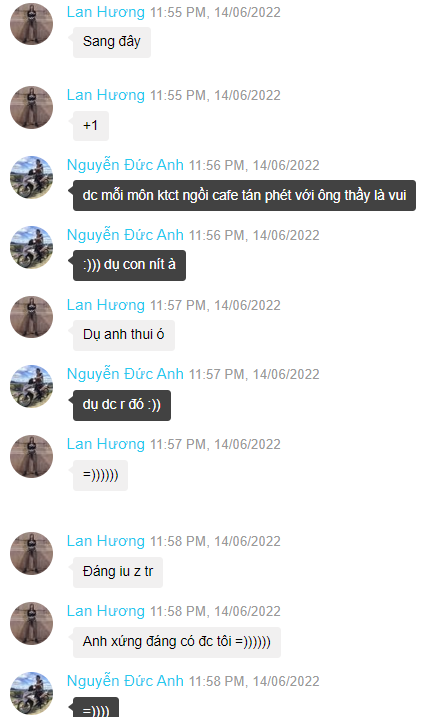 Lan Hương 11:55 PM, 14/06/2022
Sang đây
Lan Hương 11:55 PM, 14/06/2022
+1
Nguyễn Đức Anh 11:56 PM, 14/06/2022
dc mỗi môn ktct ngồi cafe tán phét với ông thầy là vui
Nguyễn Đức Anh 11:56 PM, 14/06/2022
:))) dụ con nít à
Lan Hương 11:57 PM, 14/06/2022
Dụ anh thui ó
Nguyễn Đức Anh 11:57 PM, 14/06/2022
dụ dc r đó :))
Lan Hương 11:57 PM, 14/06/2022
=))))))
Lan Hương 11:58 PM, 14/06/2022
Đáng iu z tr
Lan Hương 11:58 PM, 14/06/2022
Anh xứng đáng có đc tôi =))))))
Nguyễn Đức Anh 11:58 PM, 14/06/2022
=))))